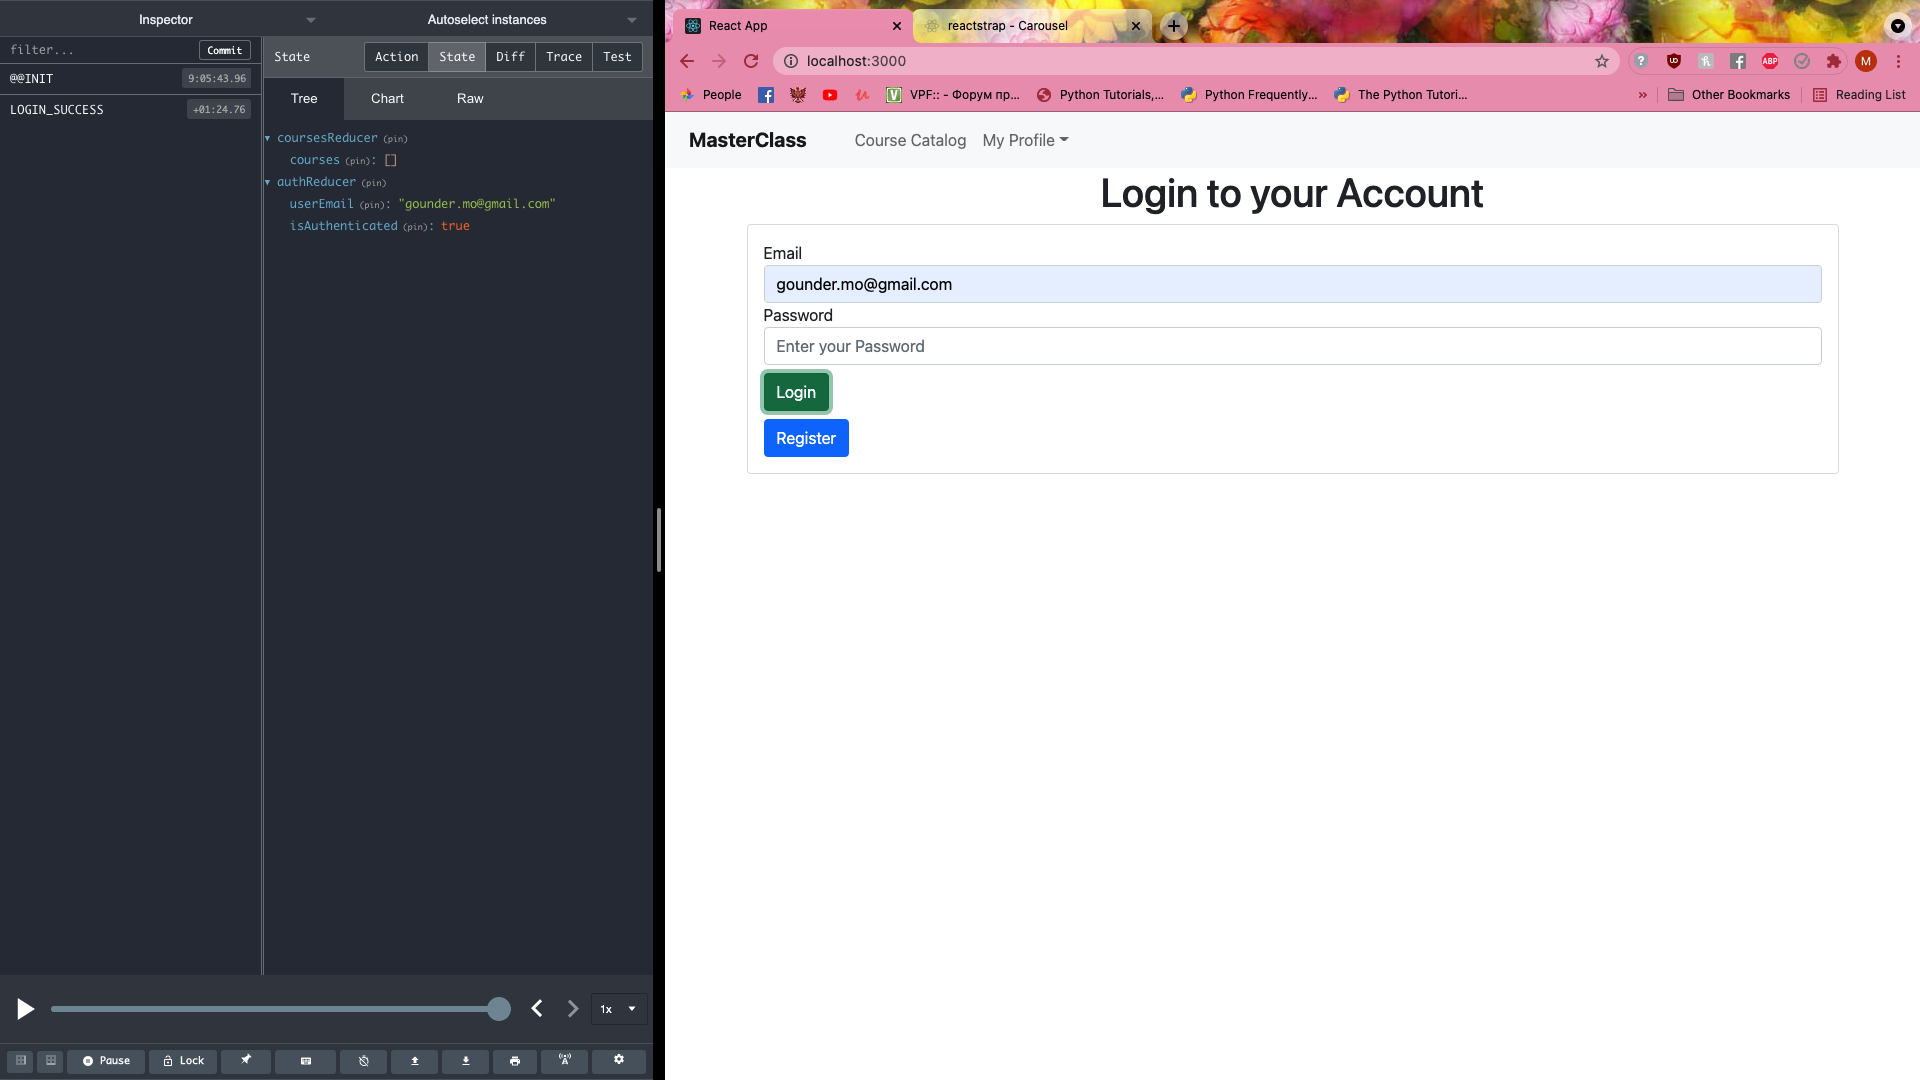 Inspector
Autoselect instances
filter...
Commit
@@INIT
9:05:43.96
LOGIN_SUCCESS
+01:24.76
State
Action
State
Diff
Trace
Test
Tree
Chart
Raw
coursesReducer (pin)
courses (pin): []
authReducer (pin)
userEmail (pin): "gounder.mo@gmail.com"
isAuthenticated (pin): true
1x
Pause
Lock
React App
reactstrap - Carousel
localhost:3000
ABP
M
People
VPF:: - Форум пр...
Python Tutorials,...
Python Frequently...
The Python Tutori...
»
Other Bookmarks
Reading List
MasterClass
Course Catalog
My Profile
Login to your Account
Email
gounder.mo@gmail.com
Password
Enter your Password
Login
Register